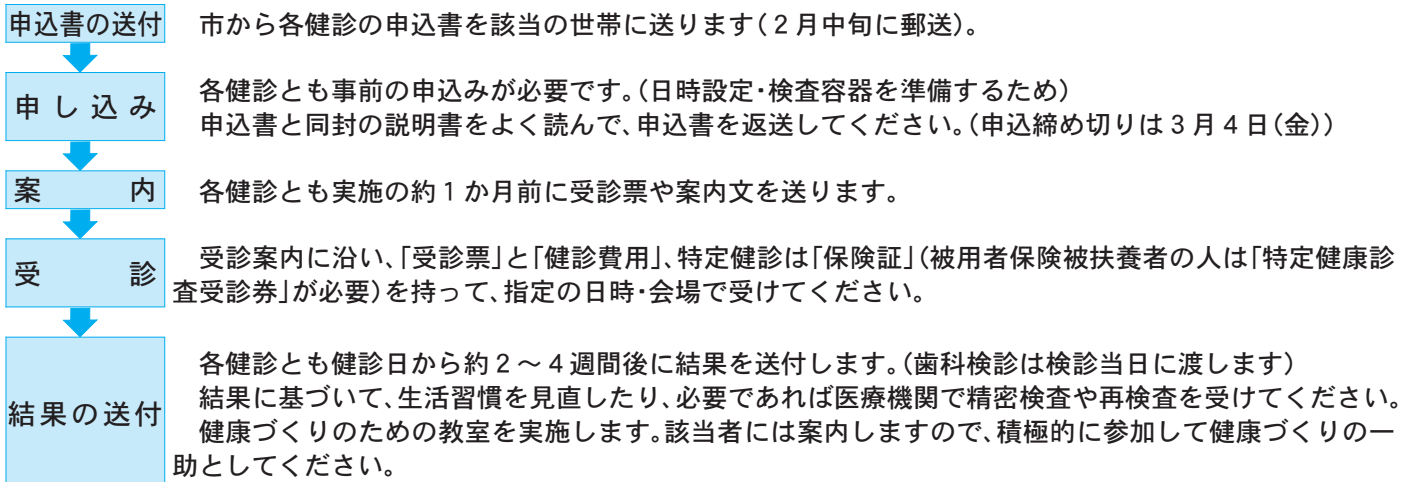 申込書の送付
市から各健診の申込書を該当の世帯に送ります(2月中旬に郵送)。
申し込み
各健診とも事前の申込みが必要です。(日時設定・検査容器を準備するため)
申込書と同封の説明書をよく読んで、申込書を返送してください。(申込締め切りは3月4日(金))
案内
各健診とも実施の約1か月前に受診票や案内文を送ります。
受診
受診案内に沿い、「受診票」と「健診費用」、特定健診は「保険証」(被用者保険被扶養者の人は「特定健康診
査受診券」が必要)を持って、指定の日時・会場で受けてください。
結果の送付
各健診とも健診日から約2～4週間後に結果を送付します。(歯科検診は検診当日に渡します)
結果に基づいて、生活習慣を見直したり、必要であれば医療機関で精密検査や再検査を受けてください。
健康づくりのための教室を実施します。該当者には案内しますので、積極的に参加して健康づくりの一
助としてください。